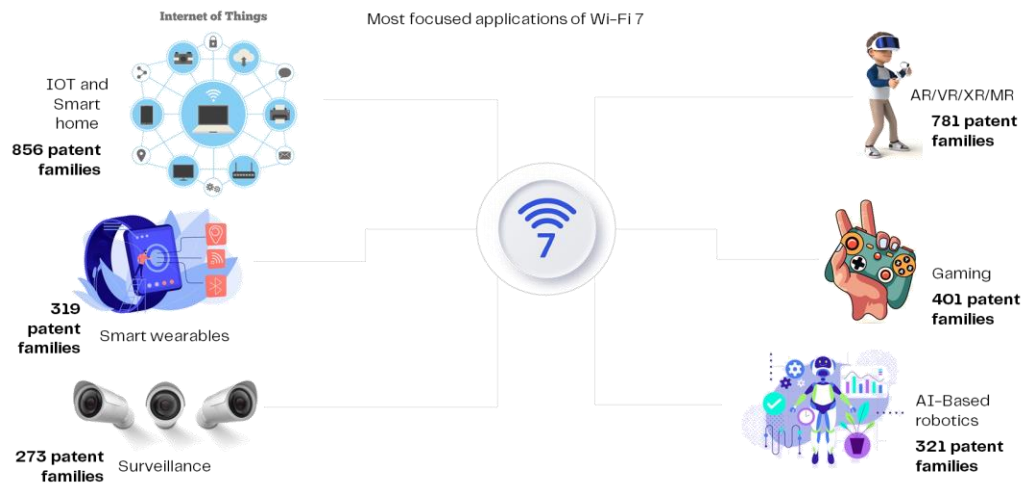 Most focused applications of Wi-Fi 7
Internet of Things
IOT and
Smart
home
856 patent
families
319
patent
families
Smart wearables
273 patent
families
Surveillance
7
AR/VR/XR/MR
781 patent
families
Gaming
401 patent
families
AI-Based
robotics
321 patent
families